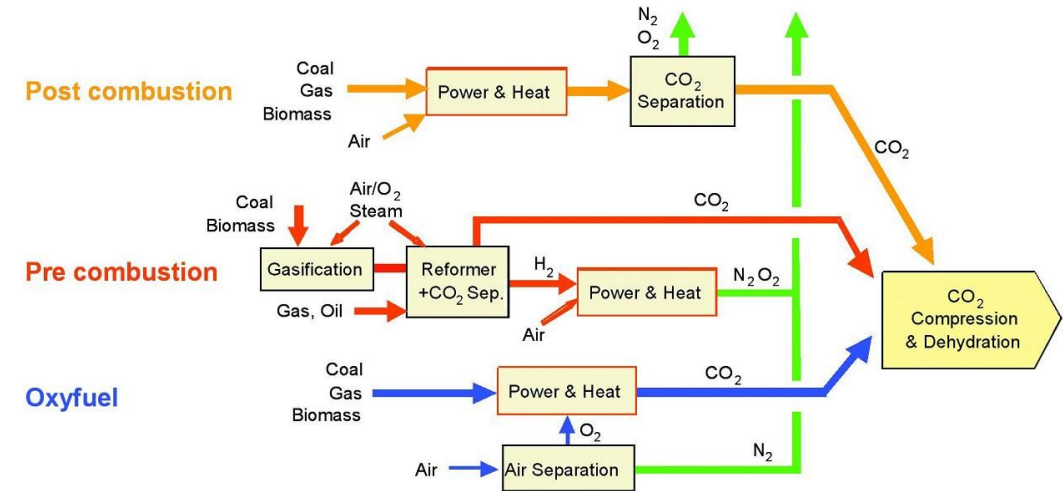 N₂
O₂
Post combustion
Coal
Gas
Biomass
Air
Power & Heat
CO₂
Separation
CO₂
Pre combustion
Coal
Biomass
Air/O₂
Steam
Gasification
Gas, Oil
Reformer
+CO₂ Sep.
H₂
Air
Power & Heat
N₂O₂
CO₂
CO₂
Compression
& Dehydration
Oxyfuel
Coal
Gas
Biomass
Power & Heat
CO₂
O₂
Air
Air Separation
N₂